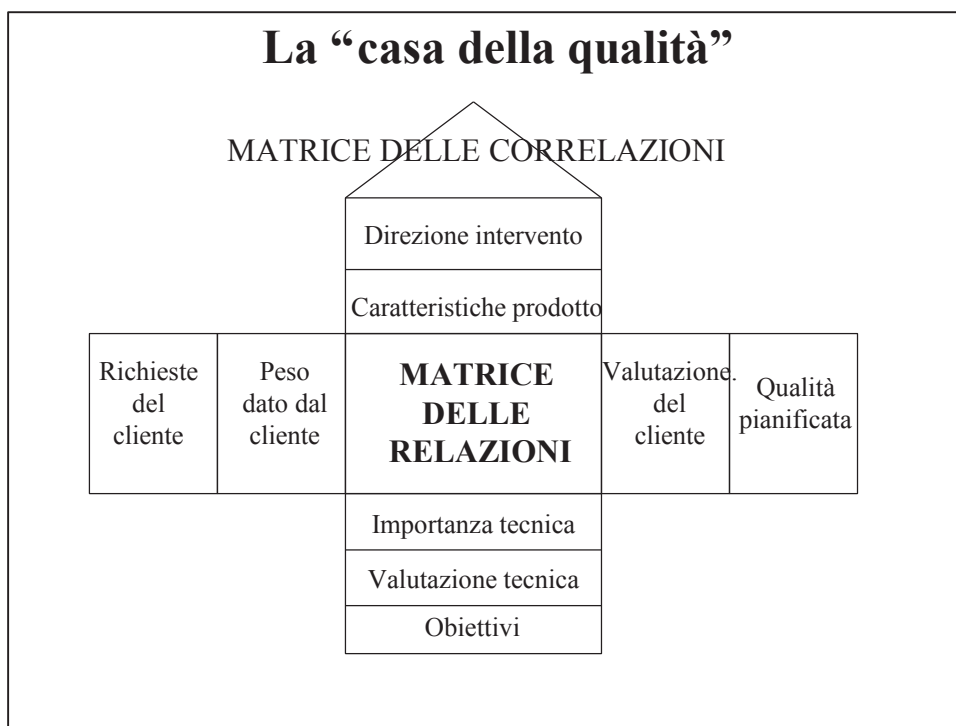 La “casa della qualità”
MATRICE DELLE CORRELAZIONI
Direzione intervento
Caratteristiche prodotto
Richieste
del
cliente
Peso
dato dal
cliente
MATRICE
DELLE
RELAZIONI
Valutazione.
del
cliente
Qualità
pianificata
Importanza tecnica
Valutazione tecnica
Obiettivi